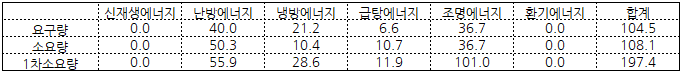 신재생에너지 난방에너지 냉방에너지 급탕에너지 조명에너지 환기에너지 합계
요구량 0.0 40.0 21.2 6.6 36.7 0.0 104.5
소요량 0.0 50.3 10.4 10.7 36.7 0.0 108.1
1차소요량 0.0 55.9 28.6 11.9 101.0 0.0 197.4